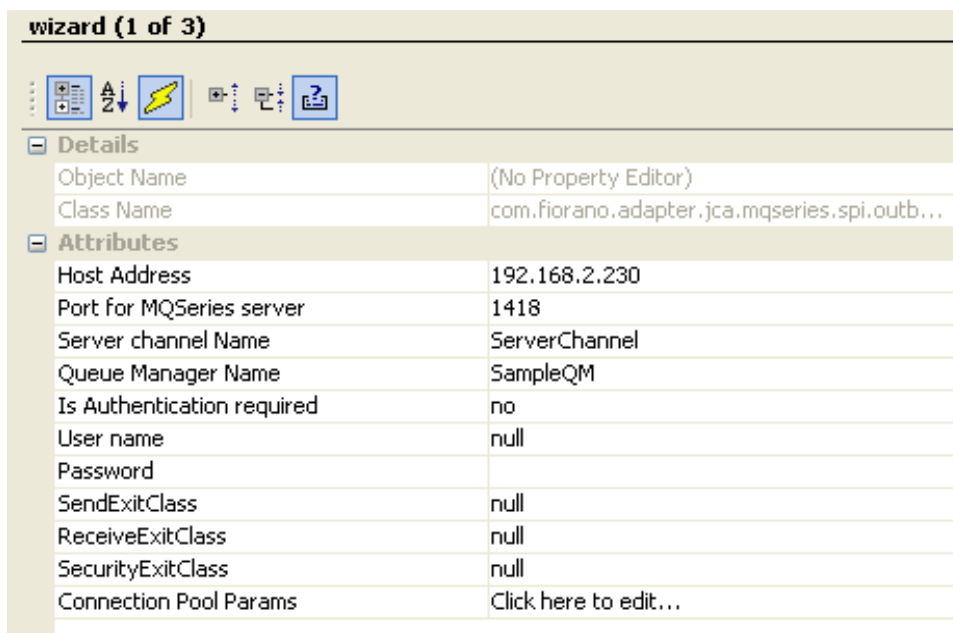 wizard (1 of 3)
A
Z
Details
Object Name (No Property Editor)
Class Name com.fiorano.adapter.jca.mqseries.spi.outb...
Attributes
Host Address 192.168.2.230
Port for MQSeries server 1418
Server channel Name ServerChannel
Queue Manager Name SampleQM
Is Authentication required no
User name null
Password
SendExitClass null
ReceiveExitClass null
SecurityExitClass null
Connection Pool Params Click here to edit...